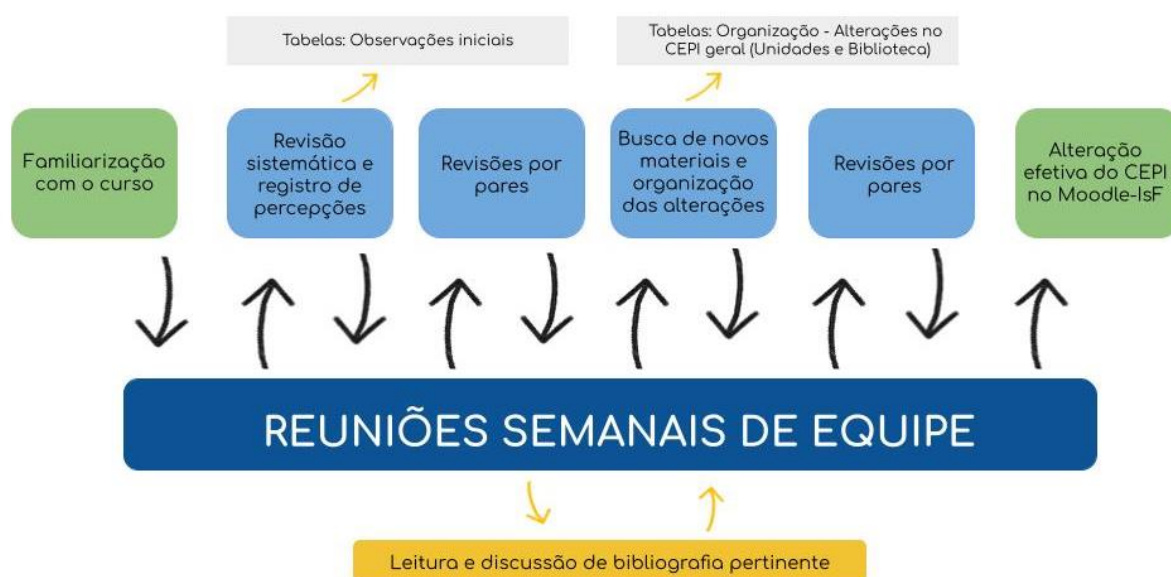 Tabelas: Observações iniciais
Tabelas: Organização - Alterações no
CEPI geral (Unidades e Biblioteca)
Familiarização
com o curso
Revisão
sistemática e
registro de
percepções
Revisões por
pares
Busca de novos
materiais e
organização
das alterações
Revisões por
pares
Alteração
efetiva do CEPI
no Moodle-IsF
REUNIÕES SEMANAIS DE EQUIPE
Leitura e discussão de bibliografia pertinente